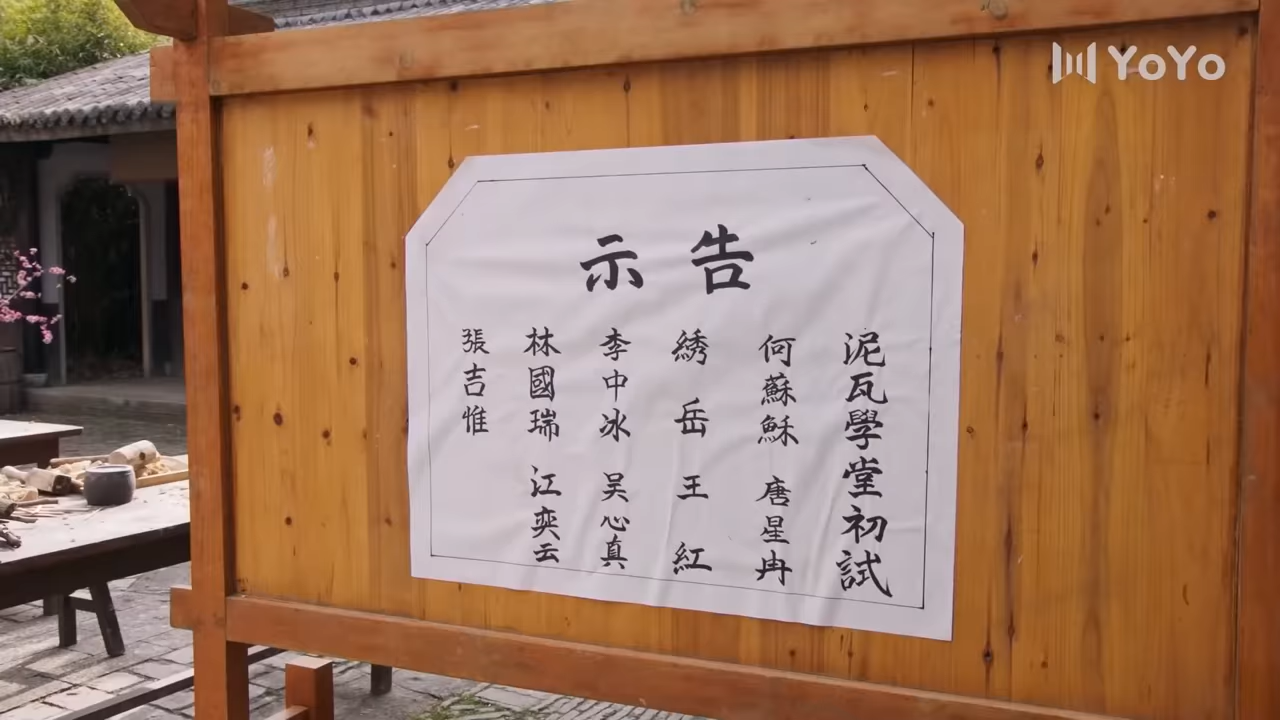 告示
泥瓦學堂初試
何蘇穌 唐星冉
綉岳 王紅
李中冰 吴心真
林國瑞 江奕云
張吉惟
YoYo